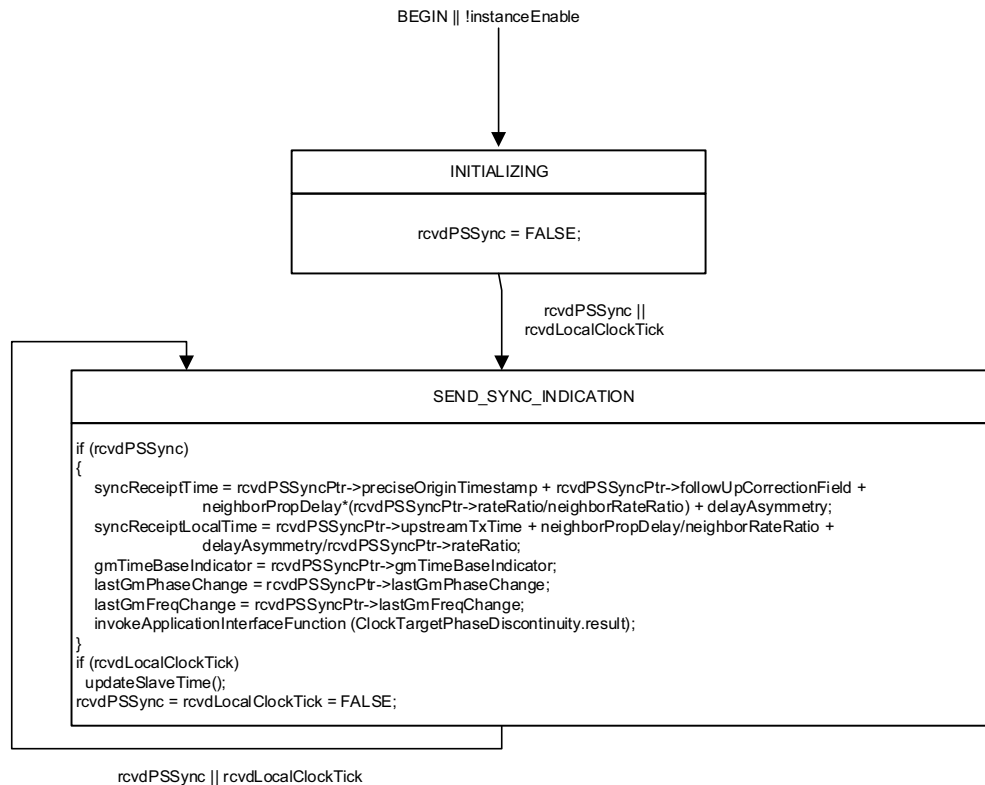 BEGIN || !instanceEnable
INITIALIZING
rcvdPSSync = FALSE;
rcvdPSSync ||
rcvdLocalClockTick
SEND_SYNC_INDICATION
if (rcvdPSSync)
{
syncReceiptTime = rcvdPSSyncPtr->preciseOriginTimestamp + rcvdPSSyncPtr->followUpCorrectionField +
neighborPropDelay*(rcvdPSSyncPtr->rateRatio/neighborRateRatio) + delayAsymmetry;
syncReceiptLocalTime = rcvdPSSyncPtr->upstreamTxTime + neighborPropDelay/neighborRateRatio +
delayAsymmetry/rcvdPSSyncPtr->rateRatio;
gmTimeBaseIndicator = rcvdPSSyncPtr->gmTimeBaseIndicator;
lastGmPhaseChange = rcvdPSSyncPtr->lastGmPhaseChange;
lastGmFreqChange = rcvdPSSyncPtr->lastGmFreqChange;
invokeApplicationInterfaceFunction (ClockTargetPhaseDiscontinuity.result);
}
if (rcvdLocalClockTick)
updateSlaveTime();
rcvdPSSync = rcvdLocalClockTick = FALSE;
rcvdPSSync || rcvdLocalClockTick